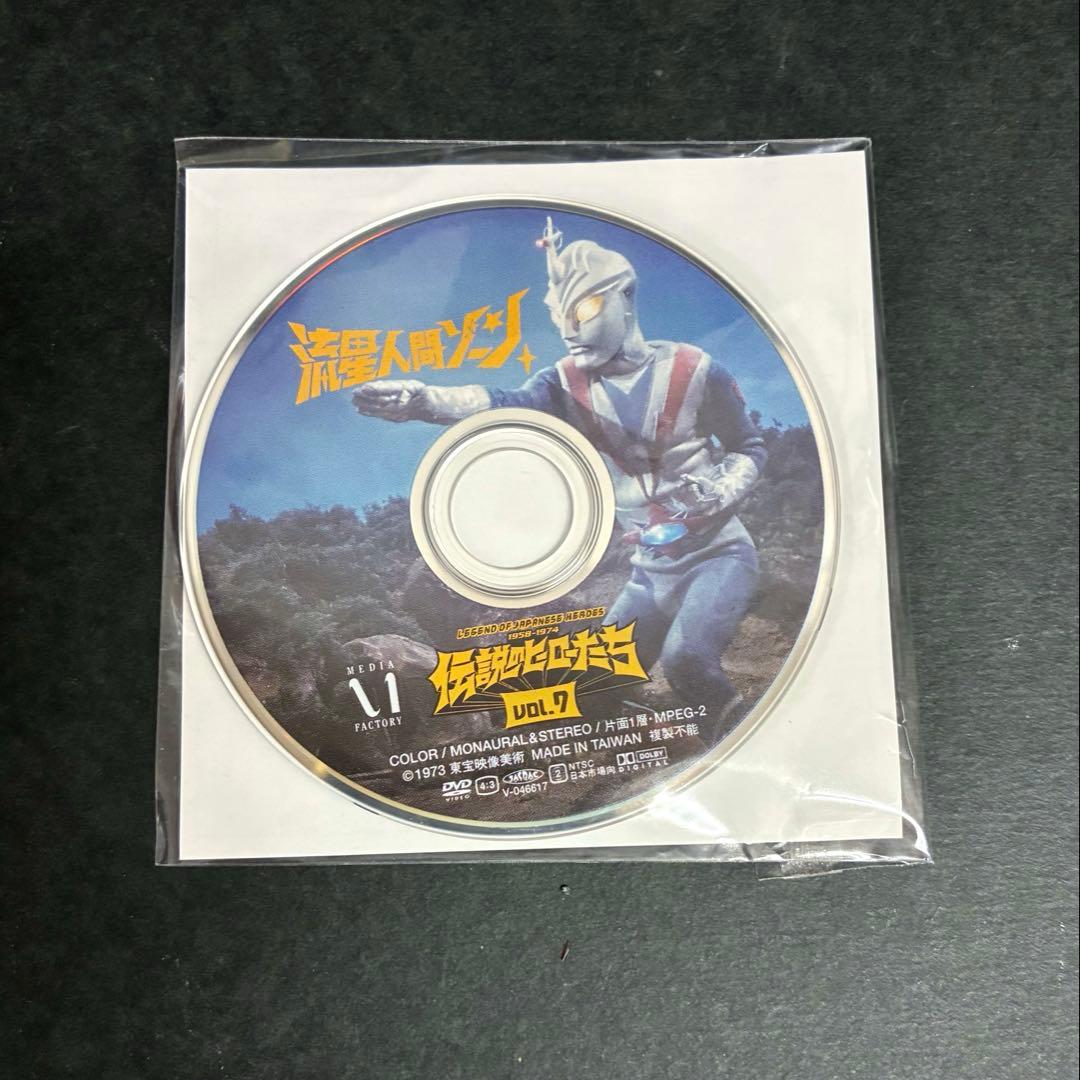 流星人間ゾーン
LEGEND OF JAPANESE HEROES
1958-1974
伝説のヒーローたち
VOL.7
MEDIA
FACTORY
COLOR / MONAURAL&STEREO / 片面1層・MPEG-2
©1973 東宝映像美術 MADE IN TAIWAN 複製不能
DVD
VIDEO
4:3
JASRAC
V-046617
2
NTSC
日本市場向
DOLBY
DIGITAL